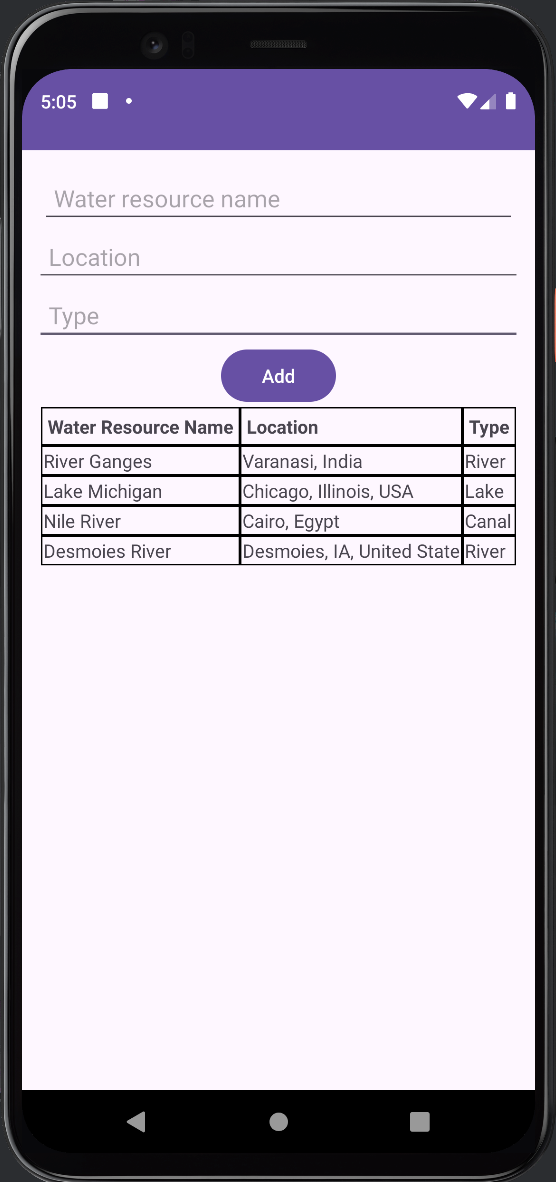 5:05
Water resource name
Location
Type
Add
Water Resource Name Location Type
River Ganges Varanasi, India River
Lake Michigan Chicago, Illinois, USA Lake
Nile River Cairo, Egypt Canal
Desmoies River Desmoies, IA, United State River